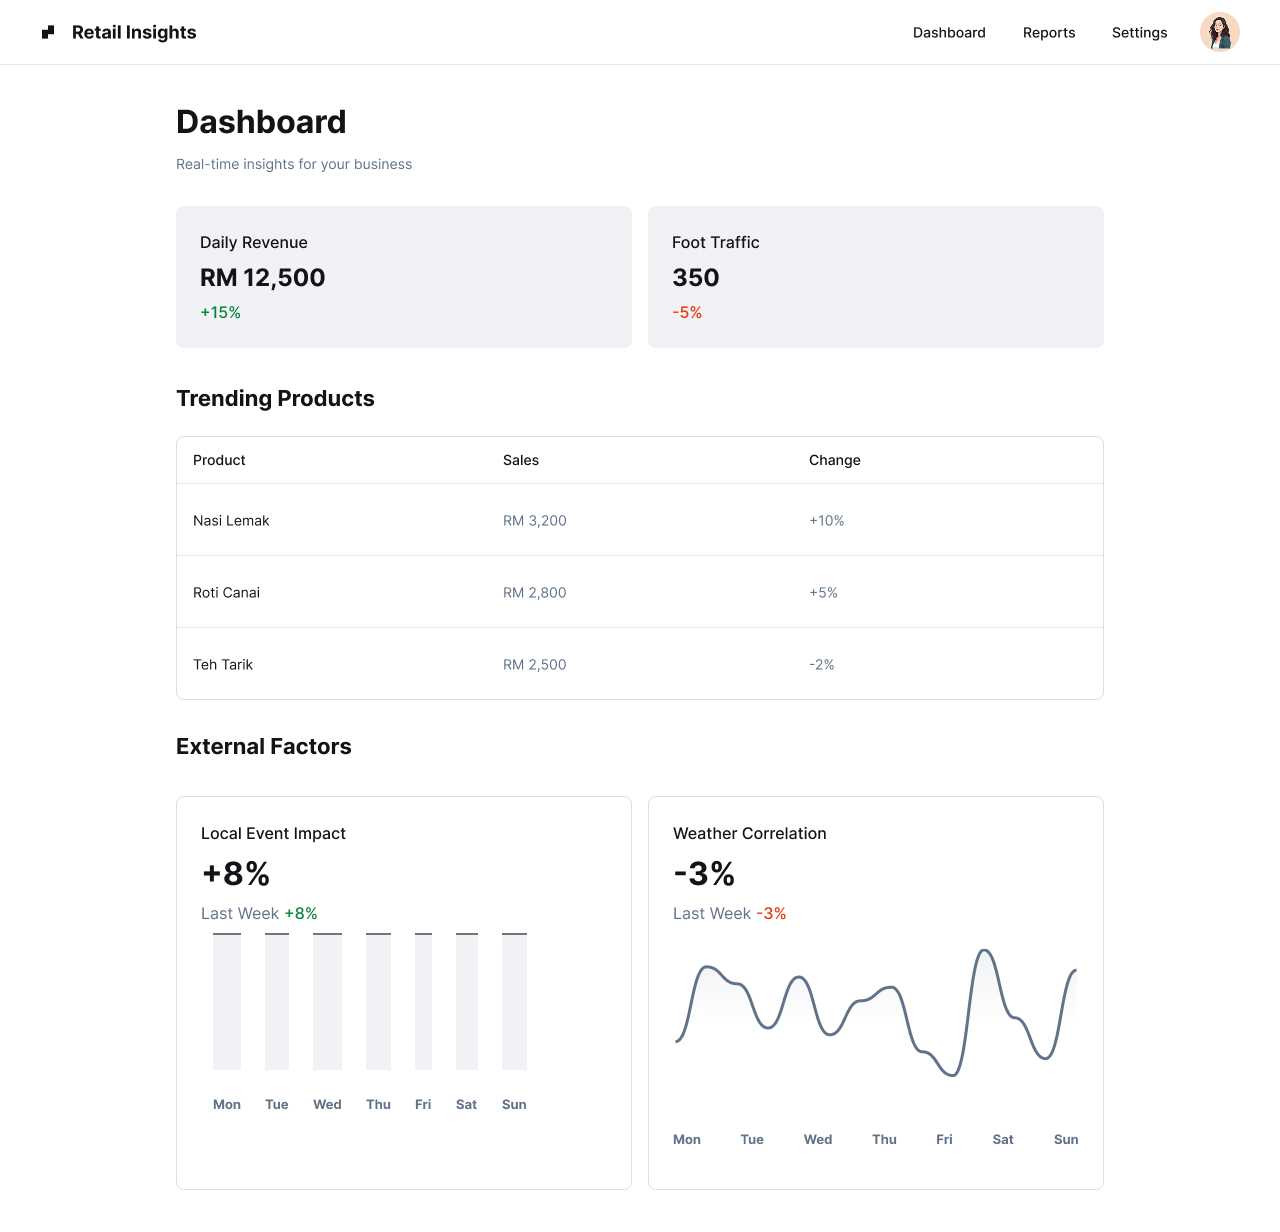 Retail Insights
Dashboard Reports Settings
Dashboard
Real-time insights for your business
Daily Revenue
RM 12,500
+15%
Foot Traffic
350
-5%
Trending Products
Product Sales Change
Nasi Lemak RM 3,200 +10%
Roti Canai RM 2,800 +5%
Teh Tarik RM 2,500 -2%
External Factors
Local Event Impact
+8%
Last Week +8%
Mon Tue Wed Thu Fri Sat Sun
Weather Correlation
-3%
Last Week -3%
Mon Tue Wed Thu Fri Sat Sun